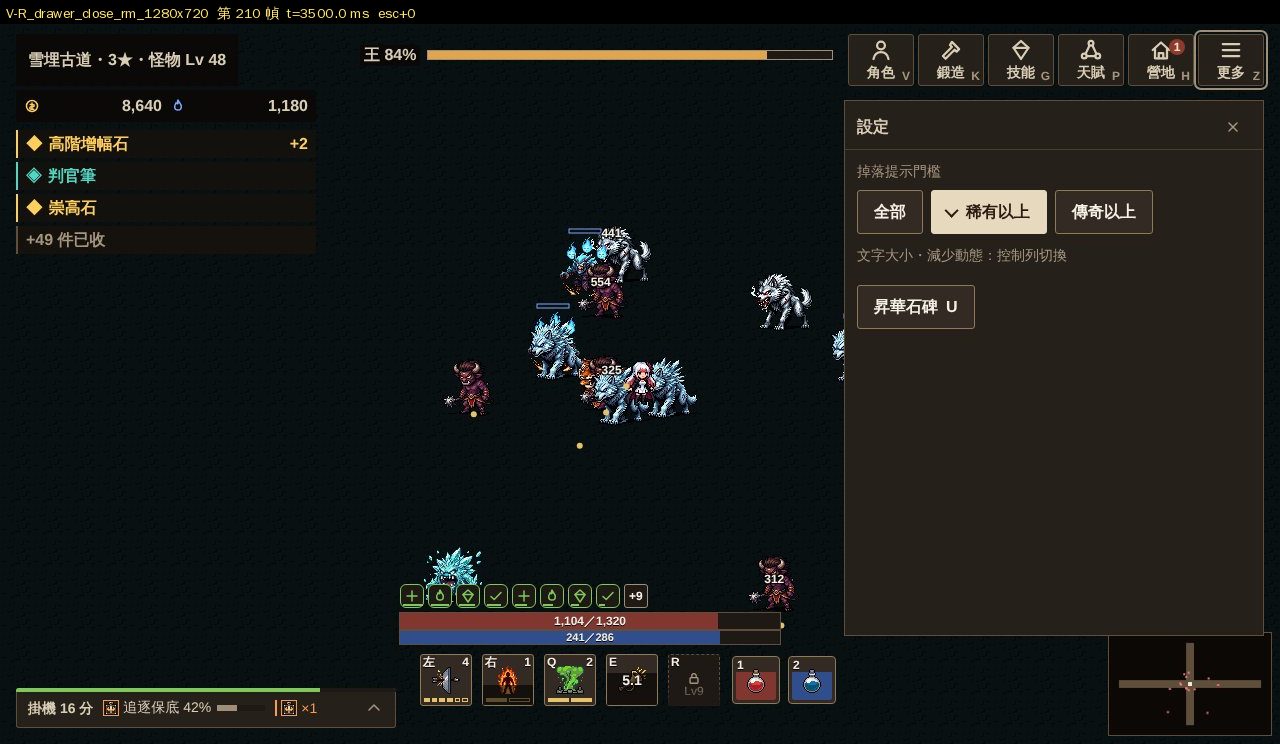 V-R_drawer_close_rm_1280x720 第 210 幀 t=3500.0 ms esc+0
雪埋古道・3★・怪物 Lv 48
王 84%
角色 V
鍛造 K
技能 G
天賦 P
營地 H 1
更多 Z
8,640 1,180
高階增幅石 +2
判官筆
崇高石
+49 件已收
設定 ×
掉落提示門檻
全部 稀有以上 傳奇以上
文字大小・減少動態：控制列切換
昇華石碑 U
441
554
325
312
+9
1,104／1,320
241／286
左 4
右 1
Q 2
E 5.1
R Lv9
1
2
掛機 16 分 追逐保底 42% ×1